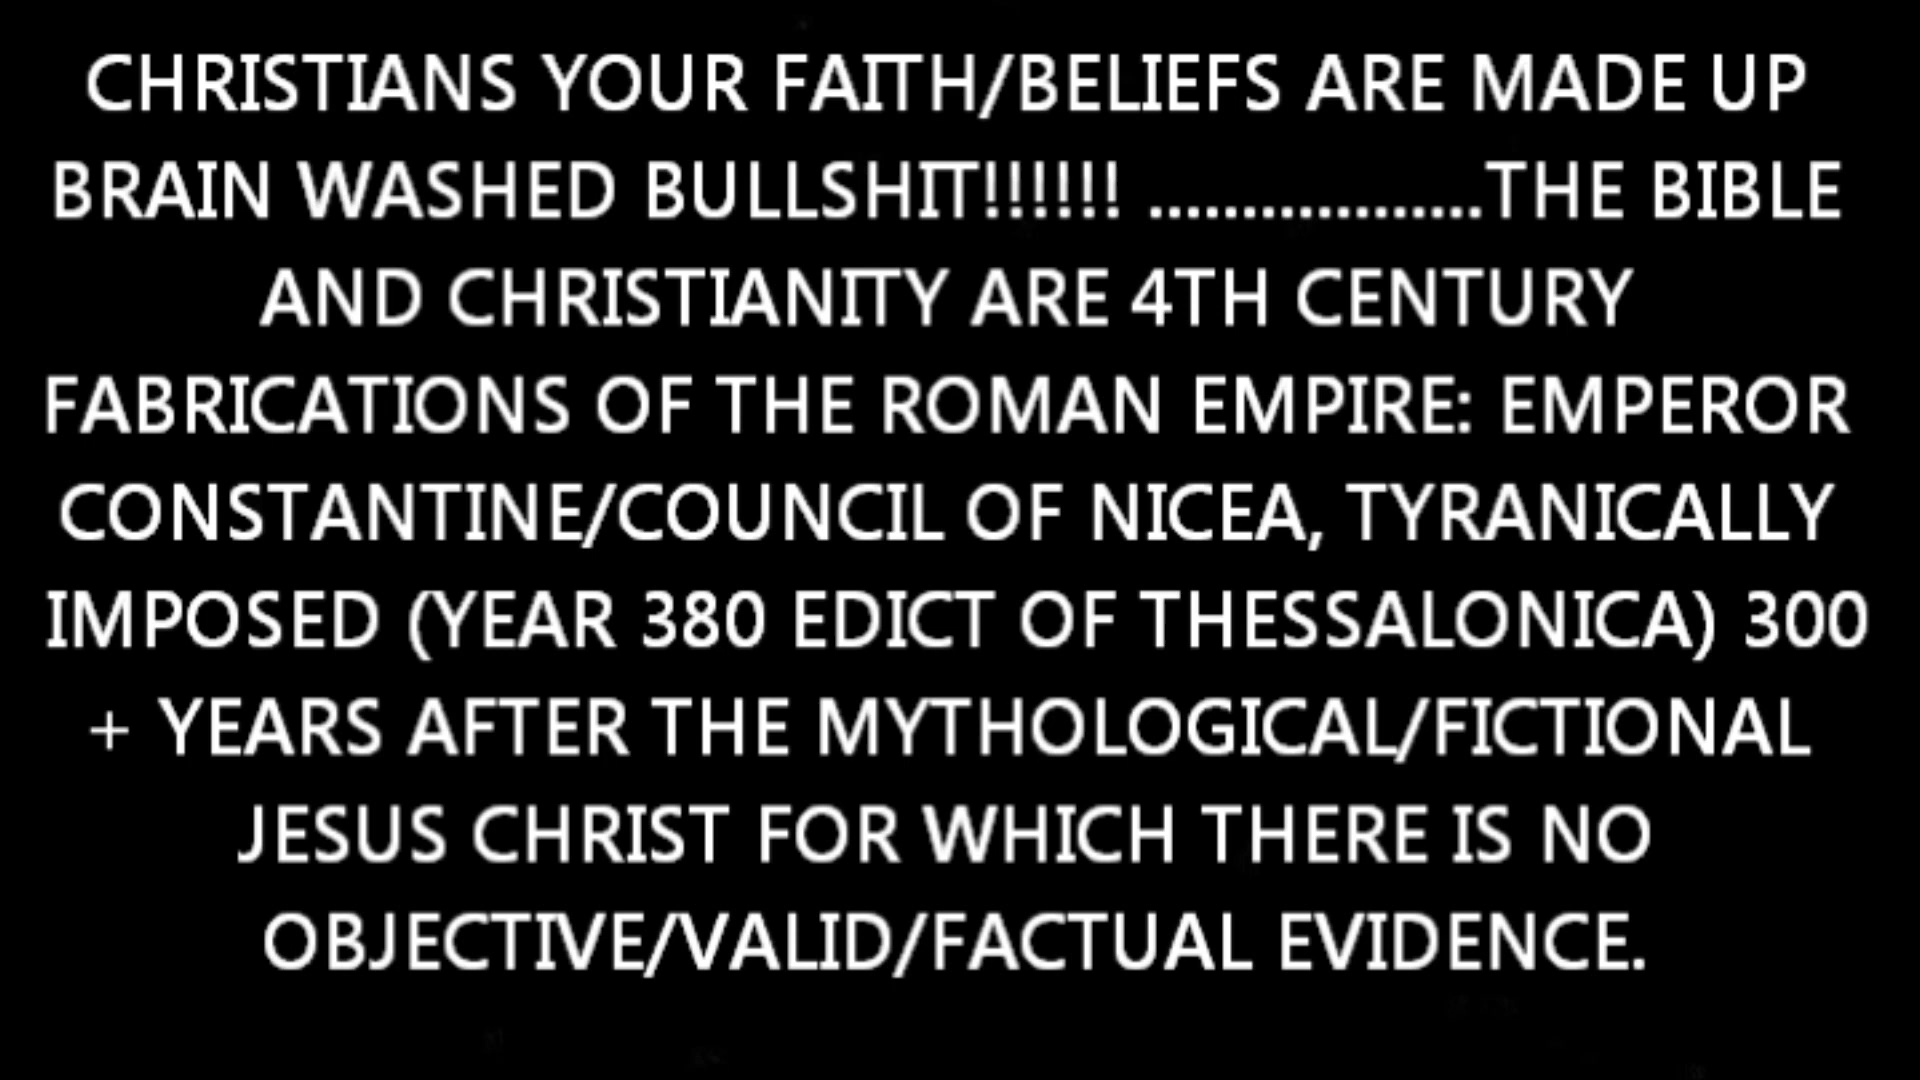 CHRISTIANS YOUR FAITH/BELIEFS ARE MADE UP
BRAIN WASHED BULLSHIT!!!!!! ..................THE BIBLE
AND CHRISTIANITY ARE 4TH CENTURY
FABRICATIONS OF THE ROMAN EMPIRE: EMPEROR
CONSTANTINE/COUNCIL OF NICEA, TYRANICALLY
IMPOSED (YEAR 380 EDICT OF THESSALONICA) 300
+ YEARS AFTER THE MYTHOLOGICAL/FICTIONAL
JESUS CHRIST FOR WHICH THERE IS NO
OBJECTIVE/VALID/FACTUAL EVIDENCE.